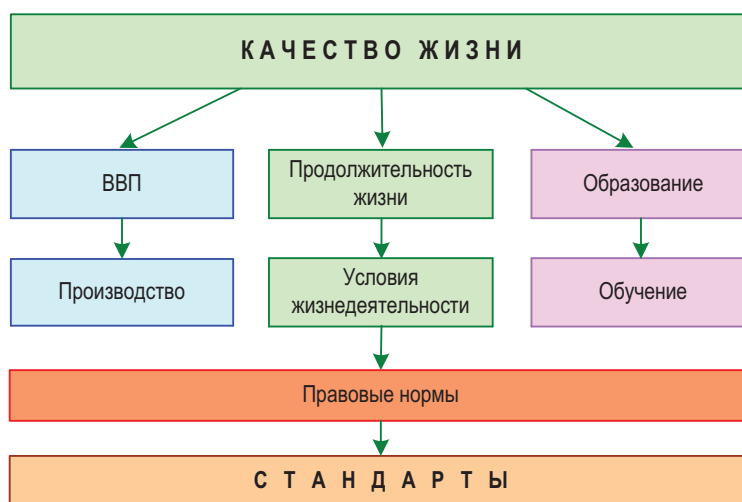 КАЧЕСТВО ЖИЗНИ
ВВП
Продолжительность
жизни
Образование
Производство
Условия
жизнедеятельности
Обучение
Правовые нормы
СТАНДАРТЫ